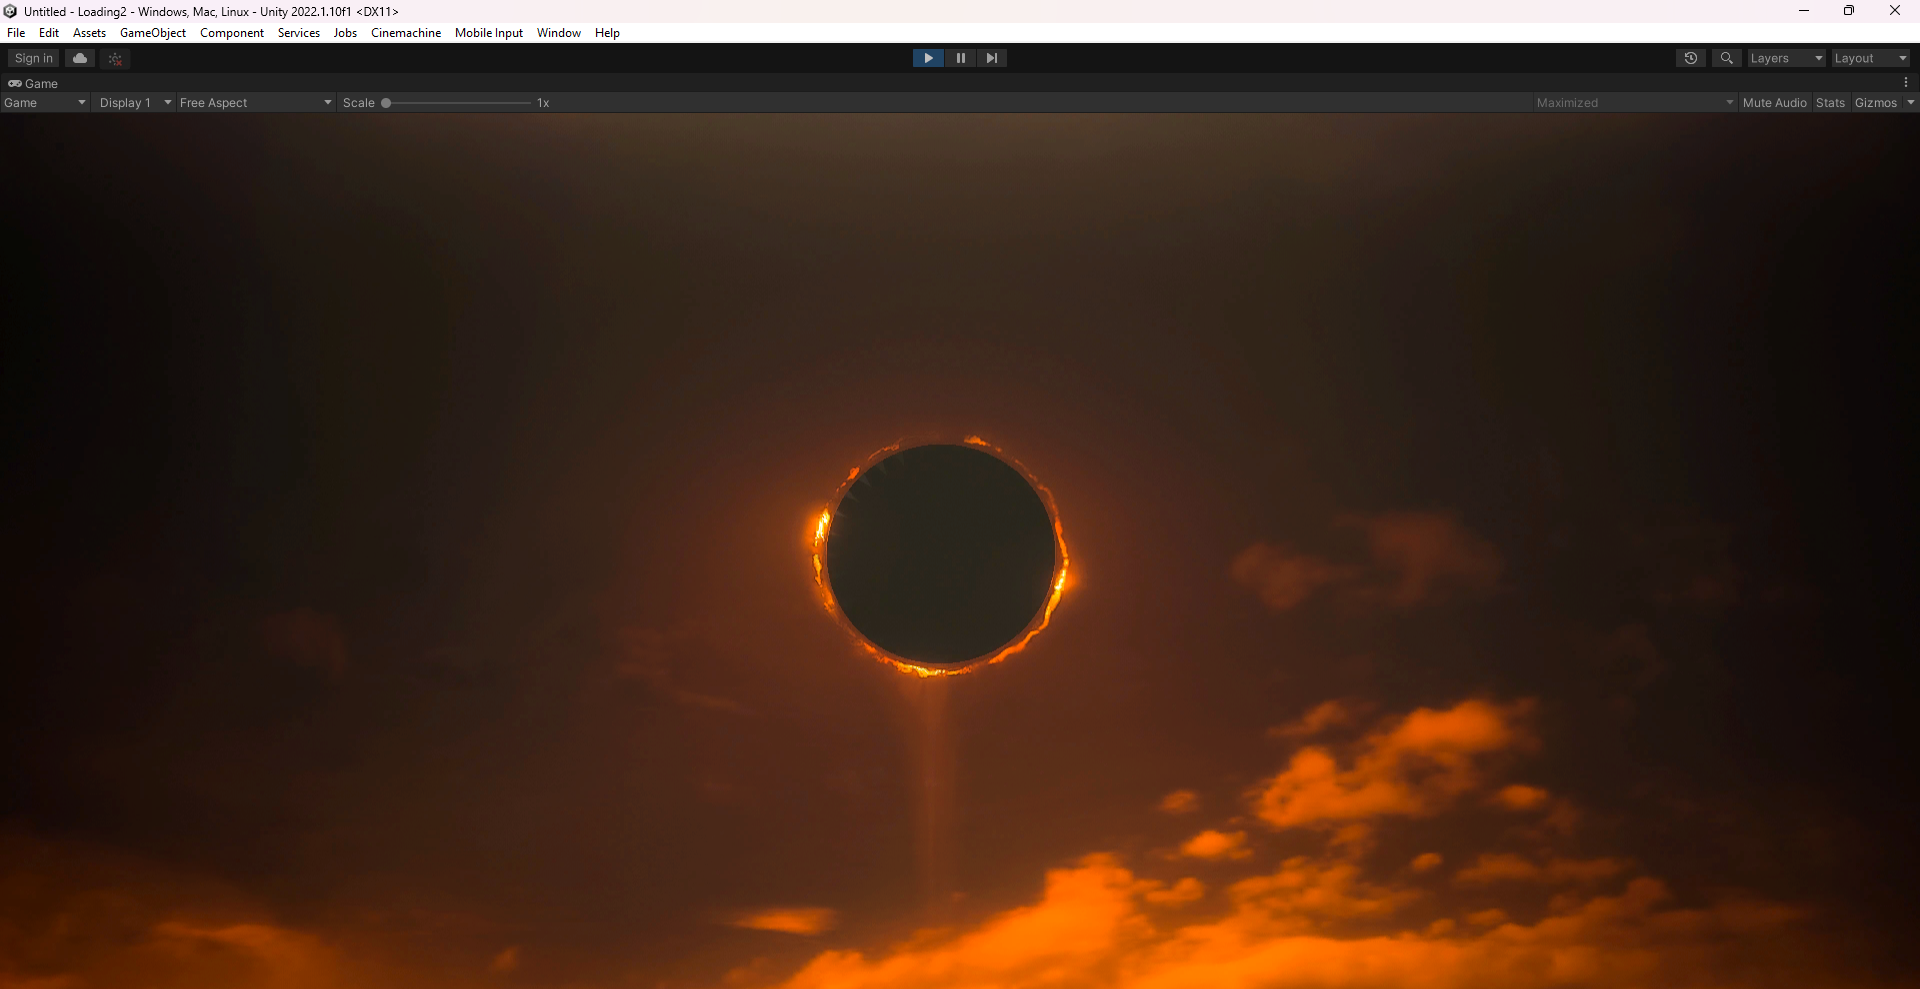 Untitled - Loading2 - Windows, Mac, Linux - Unity 2022.1.10f1 <DX11>
File Edit Assets GameObject Component Services Jobs Cinemachine Mobile Input Window Help
Sign in Layers Layout
Game
Game Display 1 Free Aspect Scale 1x Maximized Mute Audio Stats Gizmos